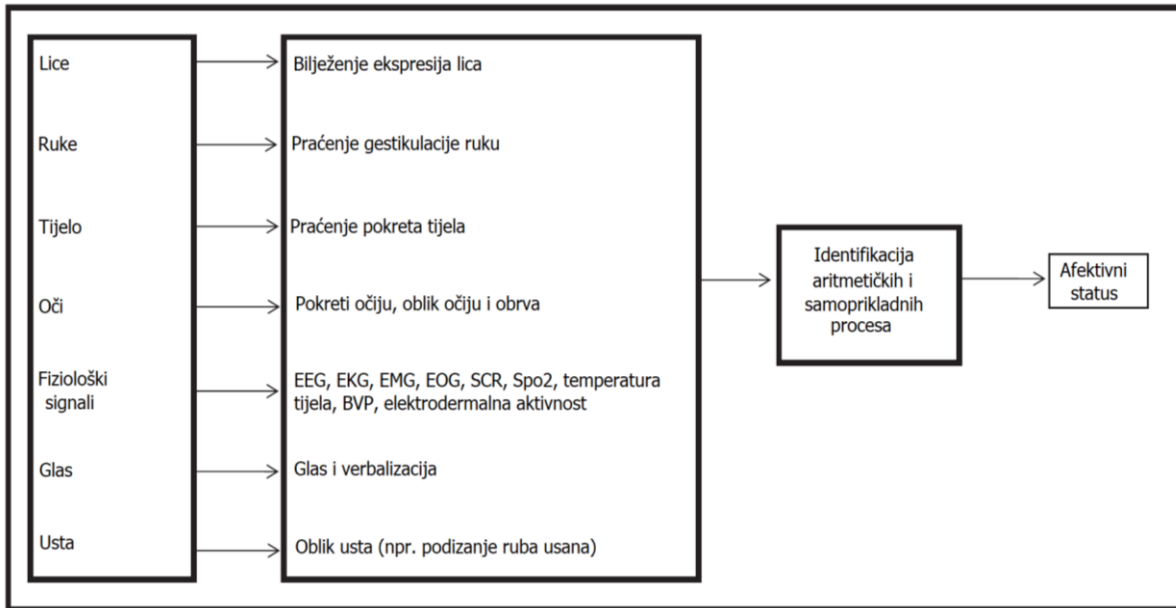 Lice
Bilježenje ekspresija lica
Ruke
Praćenje gestikulacije ruku
Tijelo
Praćenje pokreta tijela
Oči
Pokreti očiju, oblik očiju i obrva
Fiziološki
signali
EEG, EKG, EMG, EOG, SCR, Spo2, temperatura
tijela, BVP, elektrodermalna aktivnost
Glas
Glas i verbalizacija
Usta
Oblik usta (npr. podizanje ruba usana)
Identifikacija
aritmetičkih i
samoprikladnih
procesa
Afektivni
status